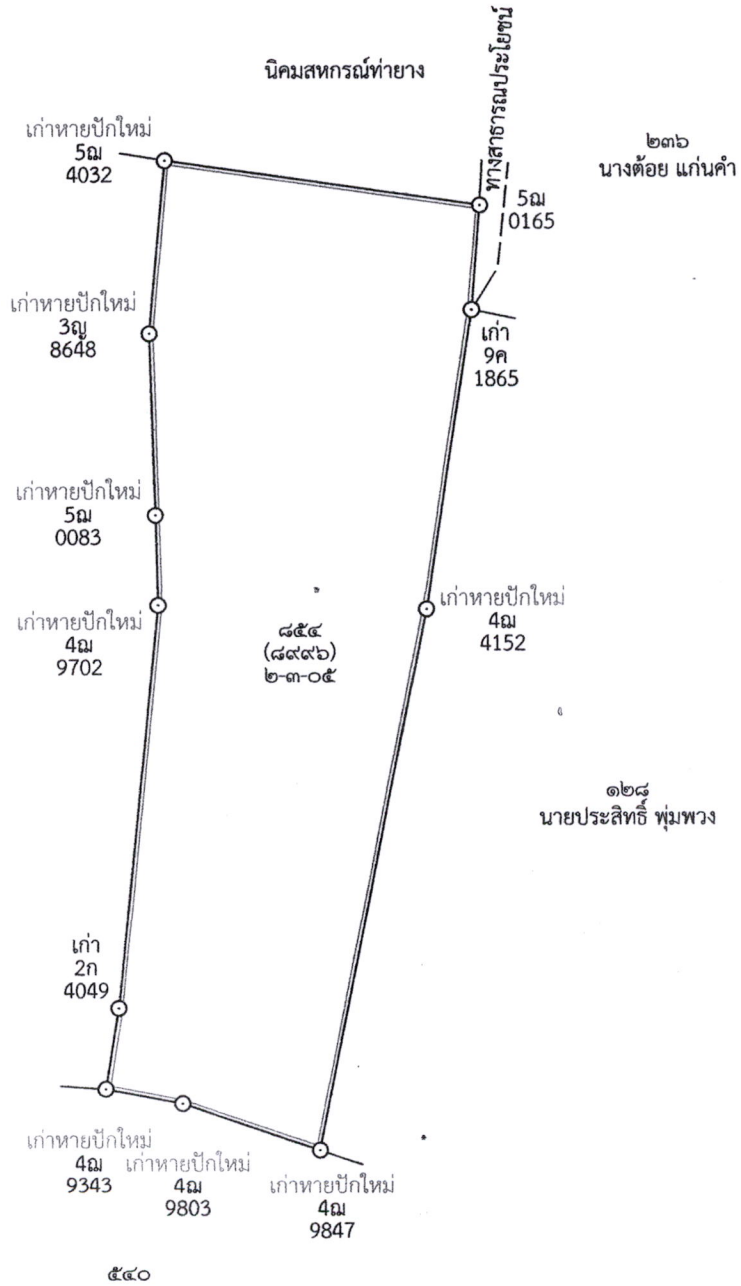 นิคมสหกรณ์ท่ายาง
ทางสาธารณประโยชน์
เก่าหายปักใหม่
5ฌ
4032
๒๓๖
นางต้อย แก่นคำ
5ฌ
0165
เก่าหายปักใหม่
3ญ
8648
เก่า
9ค
1865
เก่าหายปักใหม่
5ฌ
0083
เก่าหายปักใหม่
4ฌ
9702
๘๕๔
(๘๙๙๖)
๒-๓-๐๕
เก่าหายปักใหม่
4ฌ
4152
๑๒๘
นายประสิทธิ์ พุ่มพวง
เก่า
2ก
4049
เก่าหายปักใหม่
4ฌ
9343
เก่าหายปักใหม่
4ฌ
9803
เก่าหายปักใหม่
4ฌ
9847
๕๔๐